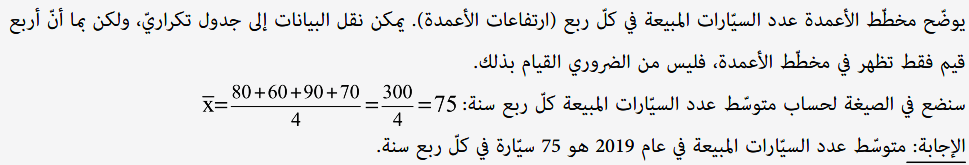 يوضّح مخطّط الأعمدة عدد السيّارات المبيعة في كلّ ربع (ارتفاعات الأعمدة). يمكن نقل البيانات إلى جدول تكراريّ، ولكن بما أنّ أربع
قيم فقط تظهر في مخطّط الأعمدة، فليس من الضروري القيام بذلك.
سنضع في الصيغة لحساب متوسّط عدد السيّارات المبيعة كلّ ربع سنة: x̅=(80+60+90+70)/4=300/4=75
الإجابة: متوسّط عدد السيّارات المبيعة في عام 2019 هو 75 سيّارة في كلّ ربع سنة.